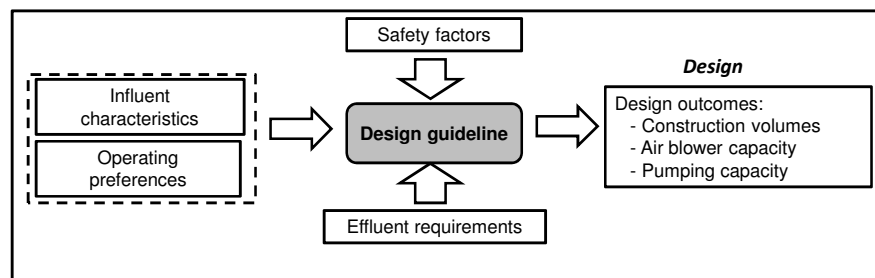 Safety factors
Influent
characteristics
Operating
preferences
Design guideline
Effluent requirements
Design
Design outcomes:
- Construction volumes
- Air blower capacity
- Pumping capacity